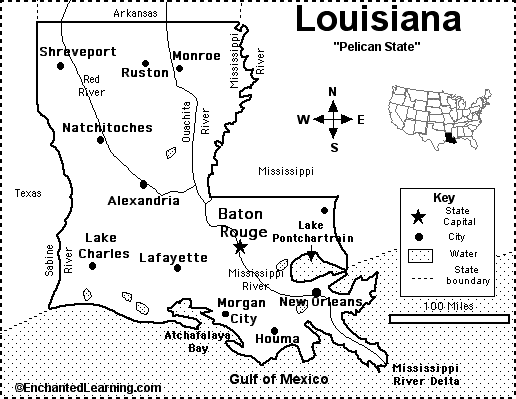 Louisiana
"Pelican State"
Arkansas
Shreveport
Ruston
Monroe
Mississippi
River
Red
River
Ouachita
River
Natchitoches
N
W
E
S
Texas
Mississippi
Alexandria
Sabine
River
Lake
Charles
Lafayette
Baton
Rouge
Lake
Pontchartrain
Mississippi
River
New Orleans
Morgan
City
Houma
Atchafalaya
Bay
Gulf of Mexico
Mississippi
River Delta
Key
State
Capital
City
Water
State
boundary
100 Miles
©EnchantedLearning.com